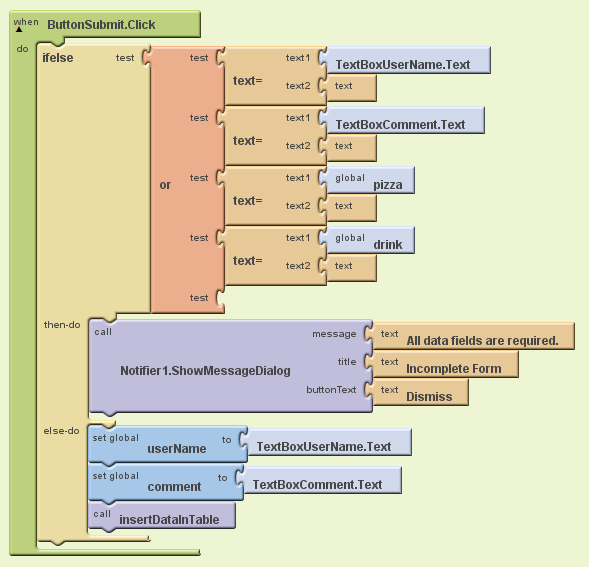 when ButtonSubmit.Click
do ifelse test or test text= text1 TextBoxUserName.Text
text2 text
test text= text1 TextBoxComment.Text
text2 text
test text= text1 global pizza
text2 text
test text= text1 global drink
text2 text
test
then-do call Notifier1.ShowMessageDialog message text All data fields are required.
title text Incomplete Form
buttonText text Dismiss
else-do set global userName to TextBoxUserName.Text
set global comment to TextBoxComment.Text
call insertDataInTable